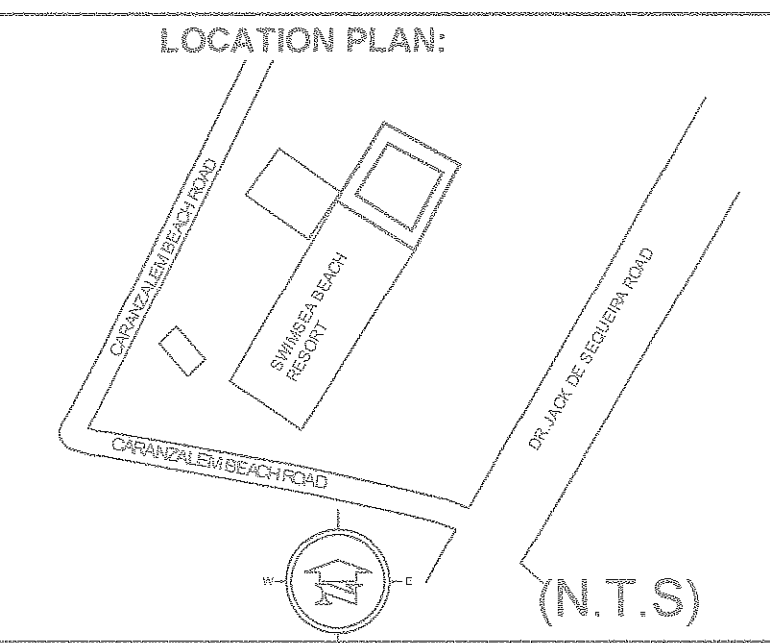 LOCATION PLAN:
CARANZALEM BEACH ROAD
SWIMSEA BEACH
RESORT
DR.JACK DE SEQUEIRA ROAD
CARANZALEM BEACH ROAD
W
N
E
(N.T.S)